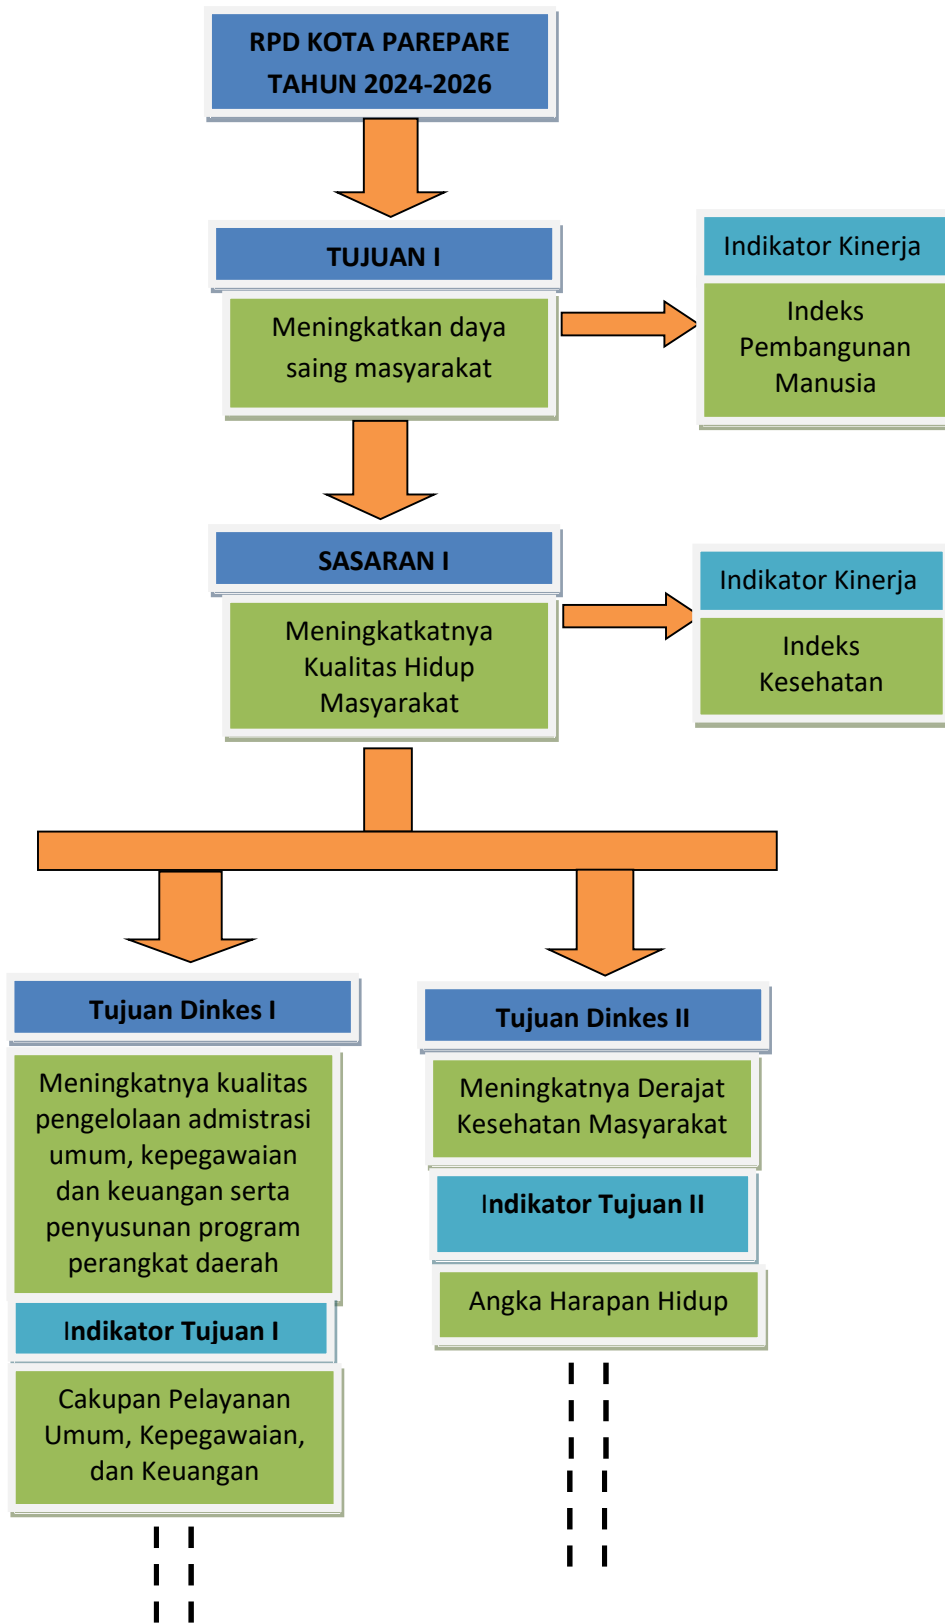 RPD KOTA PAREPARE
TAHUN 2024-2026
TUJUAN I
Meningkatkan daya
saing masyarakat
Indikator Kinerja
Indeks
Pembangunan
Manusia
SASARAN I
Meningkatkatnya
Kualitas Hidup
Masyarakat
Indikator Kinerja
Indeks
Kesehatan
Tujuan Dinkes I
Meningkatnya kualitas
pengelolaan admistrasi
umum, kepegawaian
dan keuangan serta
penyusunan program
perangkat daerah
Indikator Tujuan I
Cakupan Pelayanan
Umum, Kepegawaian,
dan Keuangan
Tujuan Dinkes II
Meningkatnya Derajat
Kesehatan Masyarakat
Indikator Tujuan II
Angka Harapan Hidup